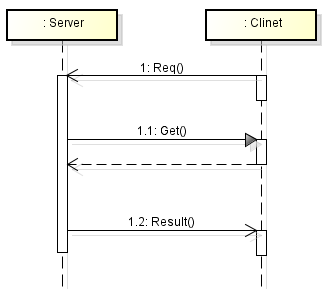 : Server
: Clinet
1: Req()
1.1: Get()
1.2: Result()